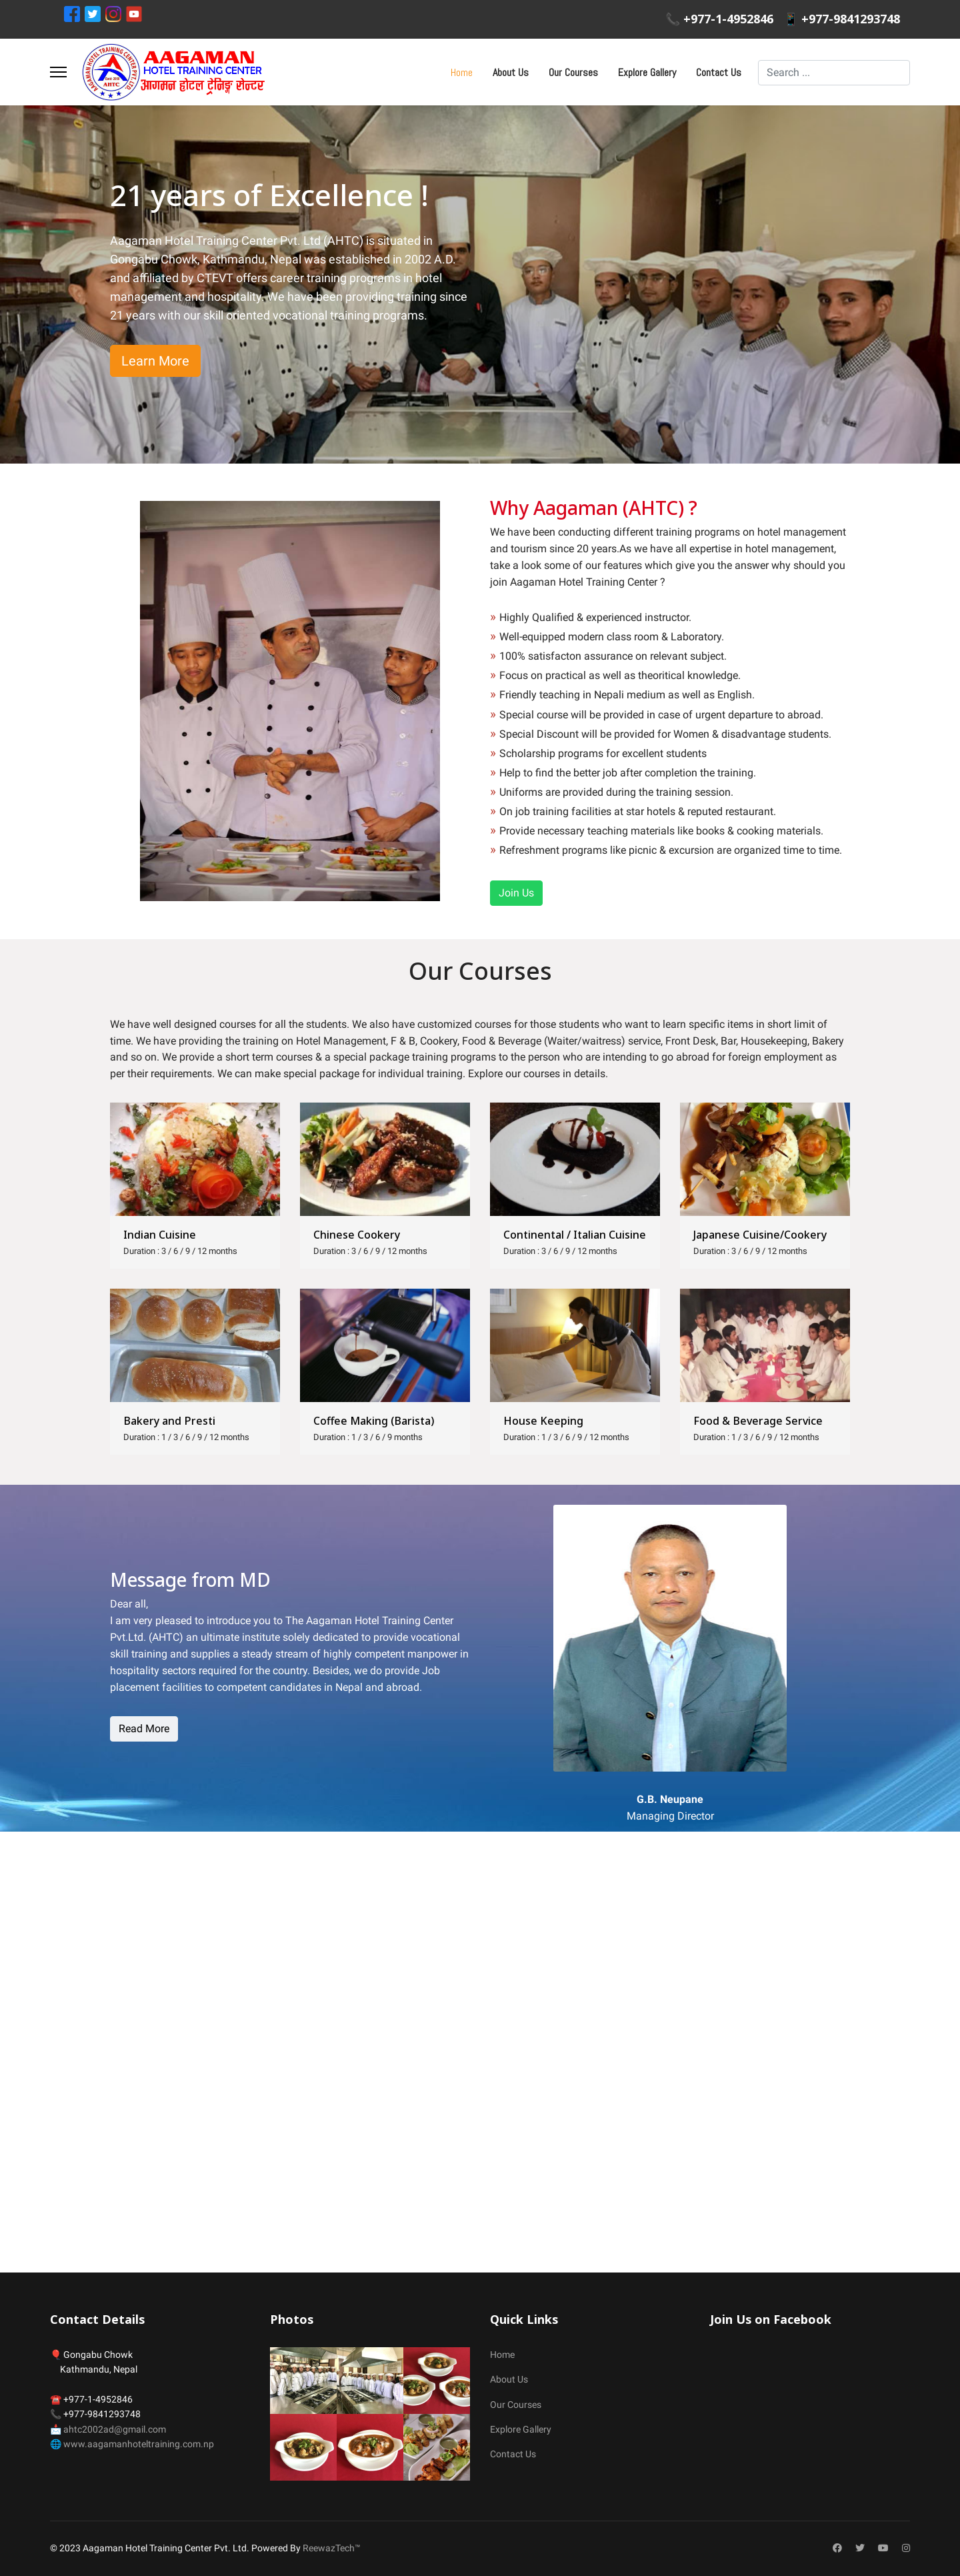 📞 +977-1-4952846 📱 +977-9841293748
AAGAMAN
HOTEL TRAINING CENTER
आगमन होटल ट्रेनिङ्ग सेन्टर
AHTC
Home About Us Our Courses Explore Gallery Contact Us Search ...
21 years of Excellence !
Aagaman Hotel Training Center Pvt. Ltd (AHTC) is situated in
Gongabu Chowk, Kathmandu, Nepal was established in 2002 A.D.
and affiliated by CTEVT offers career training programs in hotel
management and hospitality. We have been providing training since
21 years with our skill oriented vocational training programs.
Learn More
Why Aagaman (AHTC) ?
We have been conducting different training programs on hotel management
and tourism since 20 years.As we have all expertise in hotel management,
take a look some of our features which give you the answer why should you
join Aagaman Hotel Training Center ?
» Highly Qualified & experienced instructor.
» Well-equipped modern class room & Laboratory.
» 100% satisfacton assurance on relevant subject.
» Focus on practical as well as theoritical knowledge.
» Friendly teaching in Nepali medium as well as English.
» Special course will be provided in case of urgent departure to abroad.
» Special Discount will be provided for Women & disadvantage students.
» Scholarship programs for excellent students
» Help to find the better job after completion the training.
» Uniforms are provided during the training session.
» On job training facilities at star hotels & reputed restaurant.
» Provide necessary teaching materials like books & cooking materials.
» Refreshment programs like picnic & excursion are organized time to time.
Join Us
Our Courses
We have well designed courses for all the students. We also have customized courses for those students who want to learn specific items in short limit of
time. We have providing the training on Hotel Management, F & B, Cookery, Food & Beverage (Waiter/waitress) service, Front Desk, Bar, Housekeeping, Bakery
and so on. We provide a short term courses & a special package training programs to the person who are intending to go abroad for foreign employment as
per their requirements. We can make special package for individual training. Explore our courses in details.
Indian Cuisine
Duration : 3 / 6 / 9 / 12 months
Chinese Cookery
Duration : 3 / 6 / 9 / 12 months
Continental / Italian Cuisine
Duration : 3 / 6 / 9 / 12 months
Japanese Cuisine/Cookery
Duration : 3 / 6 / 9 / 12 months
Bakery and Presti
Duration : 1 / 3 / 6 / 9 / 12 months
Coffee Making (Barista)
Duration : 1 / 3 / 6 / 9 months
House Keeping
Duration : 1 / 3 / 6 / 9 / 12 months
Food & Beverage Service
Duration : 1 / 3 / 6 / 9 / 12 months
Message from MD
Dear all,
I am very pleased to introduce you to The Aagaman Hotel Training Center
Pvt.Ltd. (AHTC) an ultimate institute solely dedicated to provide vocational
skill training and supplies a steady stream of highly competent manpower in
hospitality sectors required for the country. Besides, we do provide Job
placement facilities to competent candidates in Nepal and abroad.
Read More
G.B. Neupane
Managing Director
Contact Details
🎈 Gongabu Chowk
Kathmandu, Nepal
☎️ +977-1-4952846
📞 +977-9841293748
📩 ahtc2002ad@gmail.com
🌐 www.aagamanhoteltraining.com.np
Photos
Quick Links
Home
About Us
Our Courses
Explore Gallery
Contact Us
Join Us on Facebook
© 2023 Aagaman Hotel Training Center Pvt. Ltd. Powered By ReewazTech™